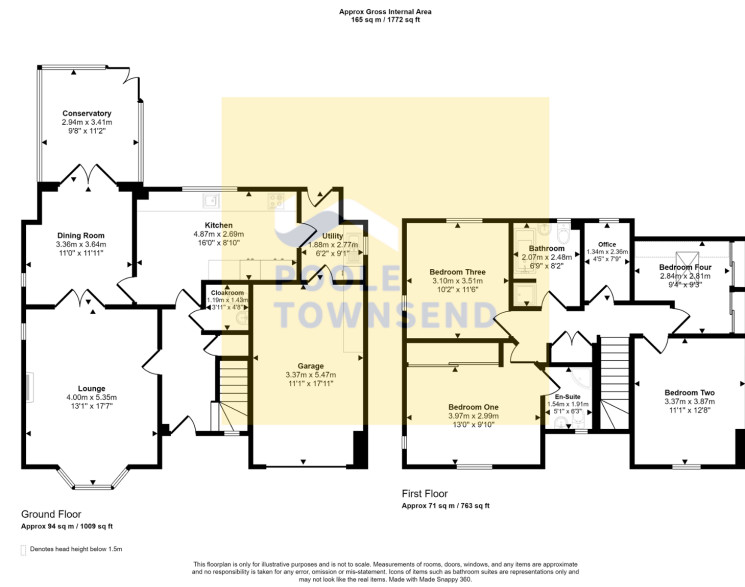 Approx Gross Internal Area
165 sq m / 1772 sq ft
Conservatory
2.94m x 3.41m
9'8" x 11'2"
Dining Room
3.36m x 3.64m
11'0" x 11'11"
Kitchen
4.87m x 2.69m
16'0" x 8'10"
Utility
1.88m x 2.77m
6'2" x 9'1"
Cloakroom
1.19m x 1.43m
3'11" x 4'8"
Lounge
4.00m x 5.35m
13'1" x 17'7"
Garage
3.37m x 5.47m
11'1" x 17'11"
Ground Floor
Approx 94 sq m / 1009 sq ft
Denotes head height below 1.5m
POOLE
TOWNSEND
Bedroom Three
3.10m x 3.51m
10'2" x 11'6"
Bathroom
2.07m x 2.48m
6'9" x 8'2"
Office
1.34m x 2.36m
4'5" x 7'9"
Bedroom Four
2.84m x 2.81m
9'4" x 9'3"
Bedroom One
3.97m x 2.99m
13'0" x 9'10"
En-Suite
1.54m x 1.91m
5'1" x 6'3"
Bedroom Two
3.37m x 3.87m
11'1" x 12'8"
First Floor
Approx 71 sq m / 763 sq ft
This floorplan is only for illustrative purposes and is not to scale. Measurements of rooms, doors, windows, and any items are approximate
and no responsibility is taken for any error, omission or mis-statement. Icons of items such as bathroom suites are representations only and
may not look like the real items. Made with Made Snappy 360.